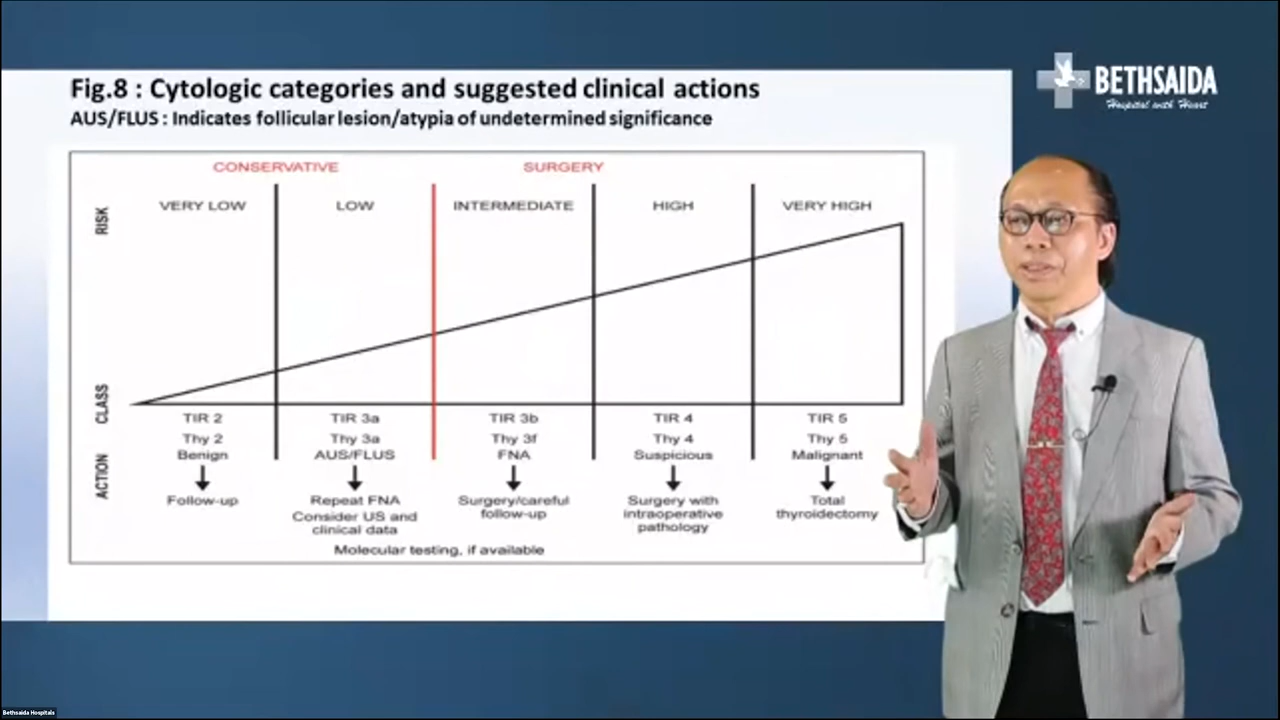 Fig.8 : Cytologic categories and suggested clinical actions
AUS/FLUS : Indicates follicular lesion/atypia of undetermined significance
BETHSAIDA
Hospital with Heart
CONSERVATIVE
SURGERY
RISK
VERY LOW
LOW
INTERMEDIATE
HIGH
VERY HIGH
CLASS
TIR 2
TIR 3a
TIR 3b
TIR 4
TIR 5
Thy 2
Thy 3a
Thy 3f
Thy 4
Thy 5
Benign
AUS/FLUS
FNA
Suspicious
Malignant
ACTION
Follow-up
Repeat FNA
Consider US and
clinical data
Surgery/careful
follow-up
Surgery with
intraoperative
pathology
Total
thyroidectomy
Molecular testing, if available
Bethsaida Hospitals